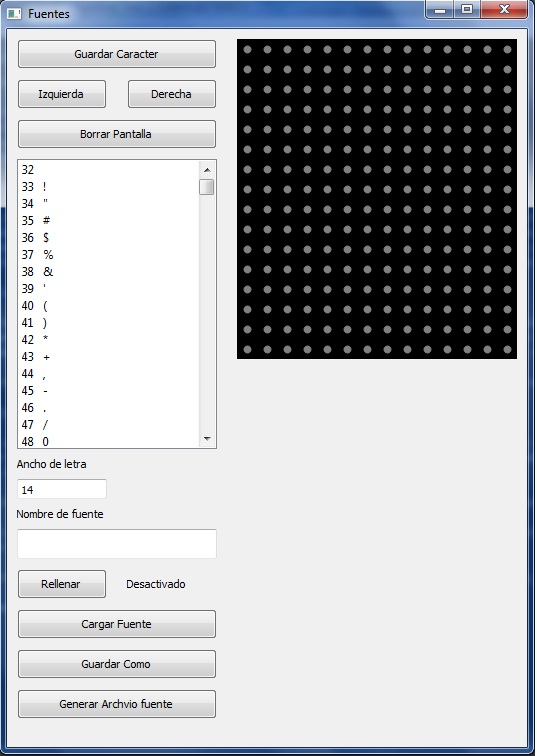 Fuentes
Guardar Caracter
Izquierda Derecha
Borrar Pantalla
32
33 !
34 "
35 #
36 $
37 %
38 &
39 '
40 (
41 )
42 *
43 +
44 ,
45 -
46 .
47 /
48 0
Ancho de letra
14
Nombre de fuente
Rellenar Desactivado
Cargar Fuente
Guardar Como
Generar Archvio fuente